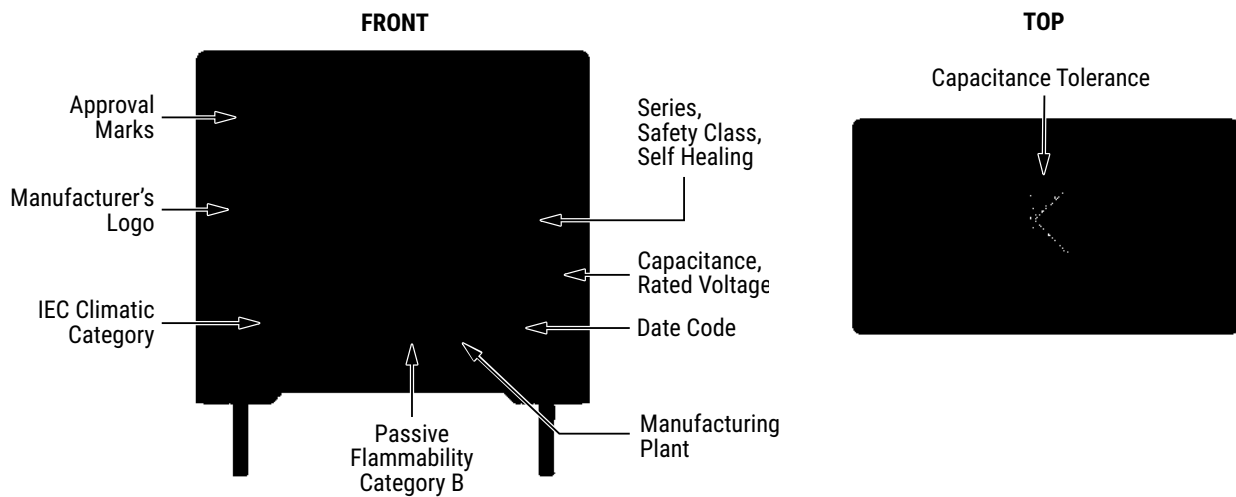 FRONT
TOP
Approval
Marks
Manufacturer's
Logo
IEC Climatic
Category
Series,
Safety Class,
Self Healing
Capacitance,
Rated Voltage
Date Code
Manufacturing
Plant
Passive
Flammability
Category B
Capacitance Tolerance
K